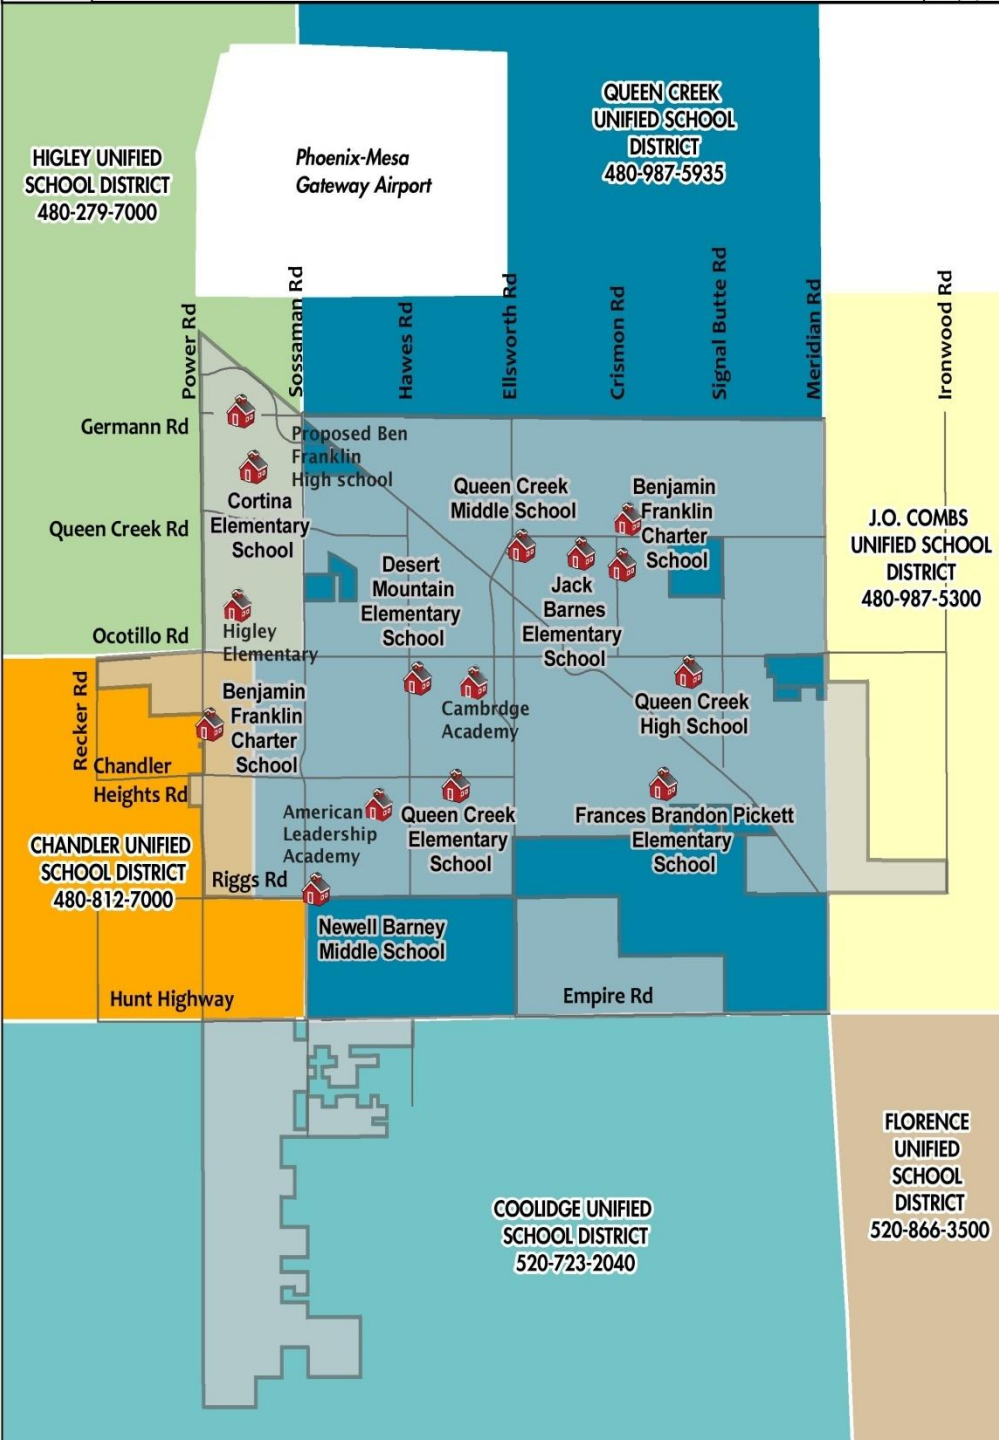 QUEEN CREEK
UNIFIED SCHOOL
DISTRICT
480-987-5935
HIGLEY UNIFIED
SCHOOL DISTRICT
480-279-7000
Phoenix-Mesa
Gateway Airport
Power Rd
Sossaman Rd
Hawes Rd
Ellsworth Rd
Crismon Rd
Signal Butte Rd
Meridian Rd
Ironwood Rd
Germann Rd
Proposed Ben
Franklin
High school
Cortina
Elementary
School
Queen Creek
Middle School
Benjamin
Franklin
Charter
School
Queen Creek Rd
J.O. COMBS
UNIFIED SCHOOL
DISTRICT
480-987-5300
Desert
Mountain
Elementary
School
Jack
Barnes
Elementary
School
Ocotillo Rd
Higley
Elementary
Recker Rd
Benjamin
Franklin
Charter
School
Cambrdge
Academy
Queen Creek
High School
Chandler
Heights Rd
American
Leadership
Academy
Queen Creek
Elementary
School
Frances Brandon Pickett
Elementary
School
CHANDLER UNIFIED
SCHOOL DISTRICT
480-812-7000
Riggs Rd
Newell Barney
Middle School
Hunt Highway
Empire Rd
COOLIDGE UNIFIED
SCHOOL DISTRICT
520-723-2040
FLORENCE
UNIFIED
SCHOOL
DISTRICT
520-866-3500